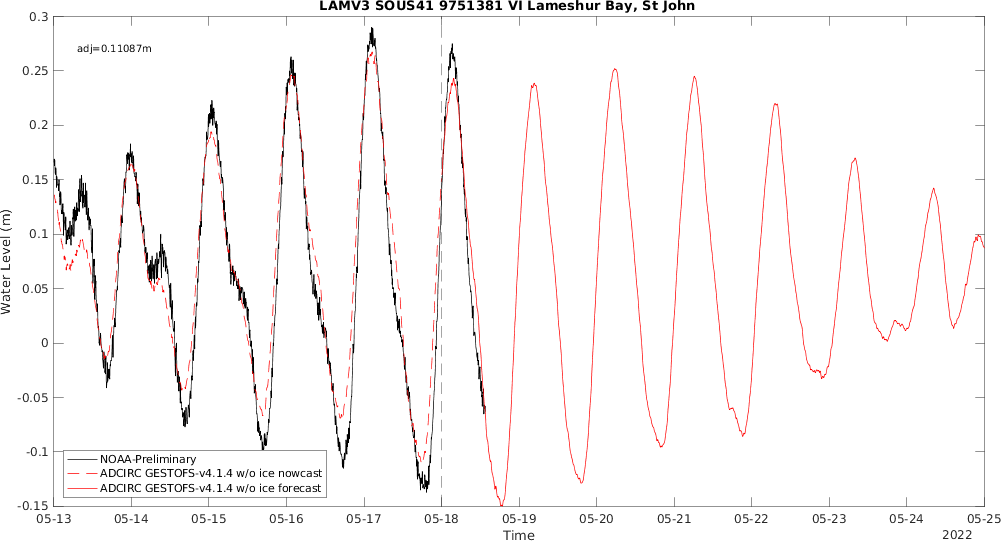 LAMV3 SOUS41 9751381 VI Lameshur Bay, St John
adj=0.11087m
0.3
0.25
0.2
0.15
0.1
0.05
0
-0.05
-0.1
-0.15
Water Level (m)
NOAA-Preliminary
ADCIRC GESTOFS-v4.1.4 w/o ice nowcast
ADCIRC GESTOFS-v4.1.4 w/o ice forecast
05-13 05-14 05-15 05-16 05-17 05-18 05-19 05-20 05-21 05-22 05-23 05-24 05-25
Time
2022